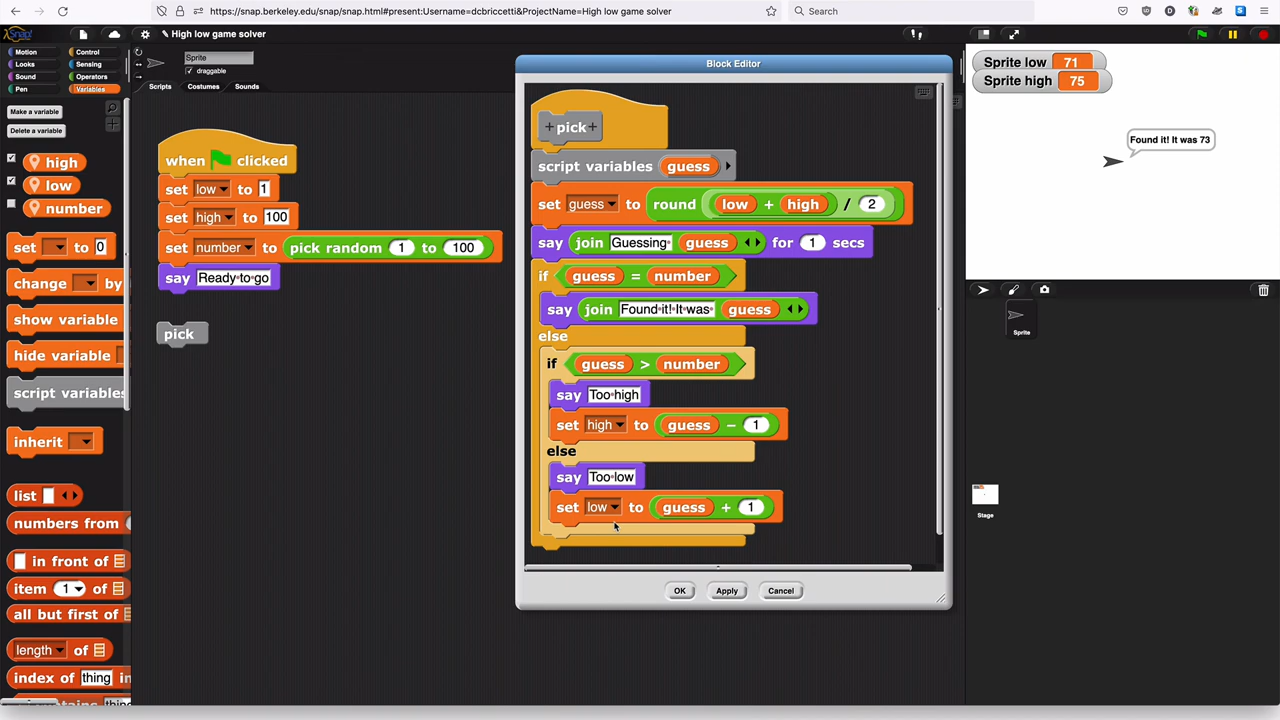 https://snap.berkeley.edu/snap/snap.html#present:Username=dcbriccetti&ProjectName=High low game solver
Search
Snap!
High low game solver
Motion Control
Looks Sensing
Sound Operators
Pen Variables
Make a variable
Delete a variable
high
low
number
set to 0
change by
show variable
hide variable
script variables
inherit
list
numbers from
in front of
item 1 of
all but first of
length of
index of thing in
Sprite
draggable
Scripts Costumes Sounds
when clicked
set low to 1
set high to 100
set number to pick random 1 to 100
say Ready to go
pick
Block Editor
+ pick +
script variables guess
set guess to round low + high / 2
say join Guessing guess for 1 secs
if guess = number
say join Found it! It was guess
else
if guess > number
say Too high
set high to guess − 1
else
say Too low
set low to guess + 1
OK Apply Cancel
Sprite low 71
Sprite high 75
Found it! It was 73
Sprite
Stage